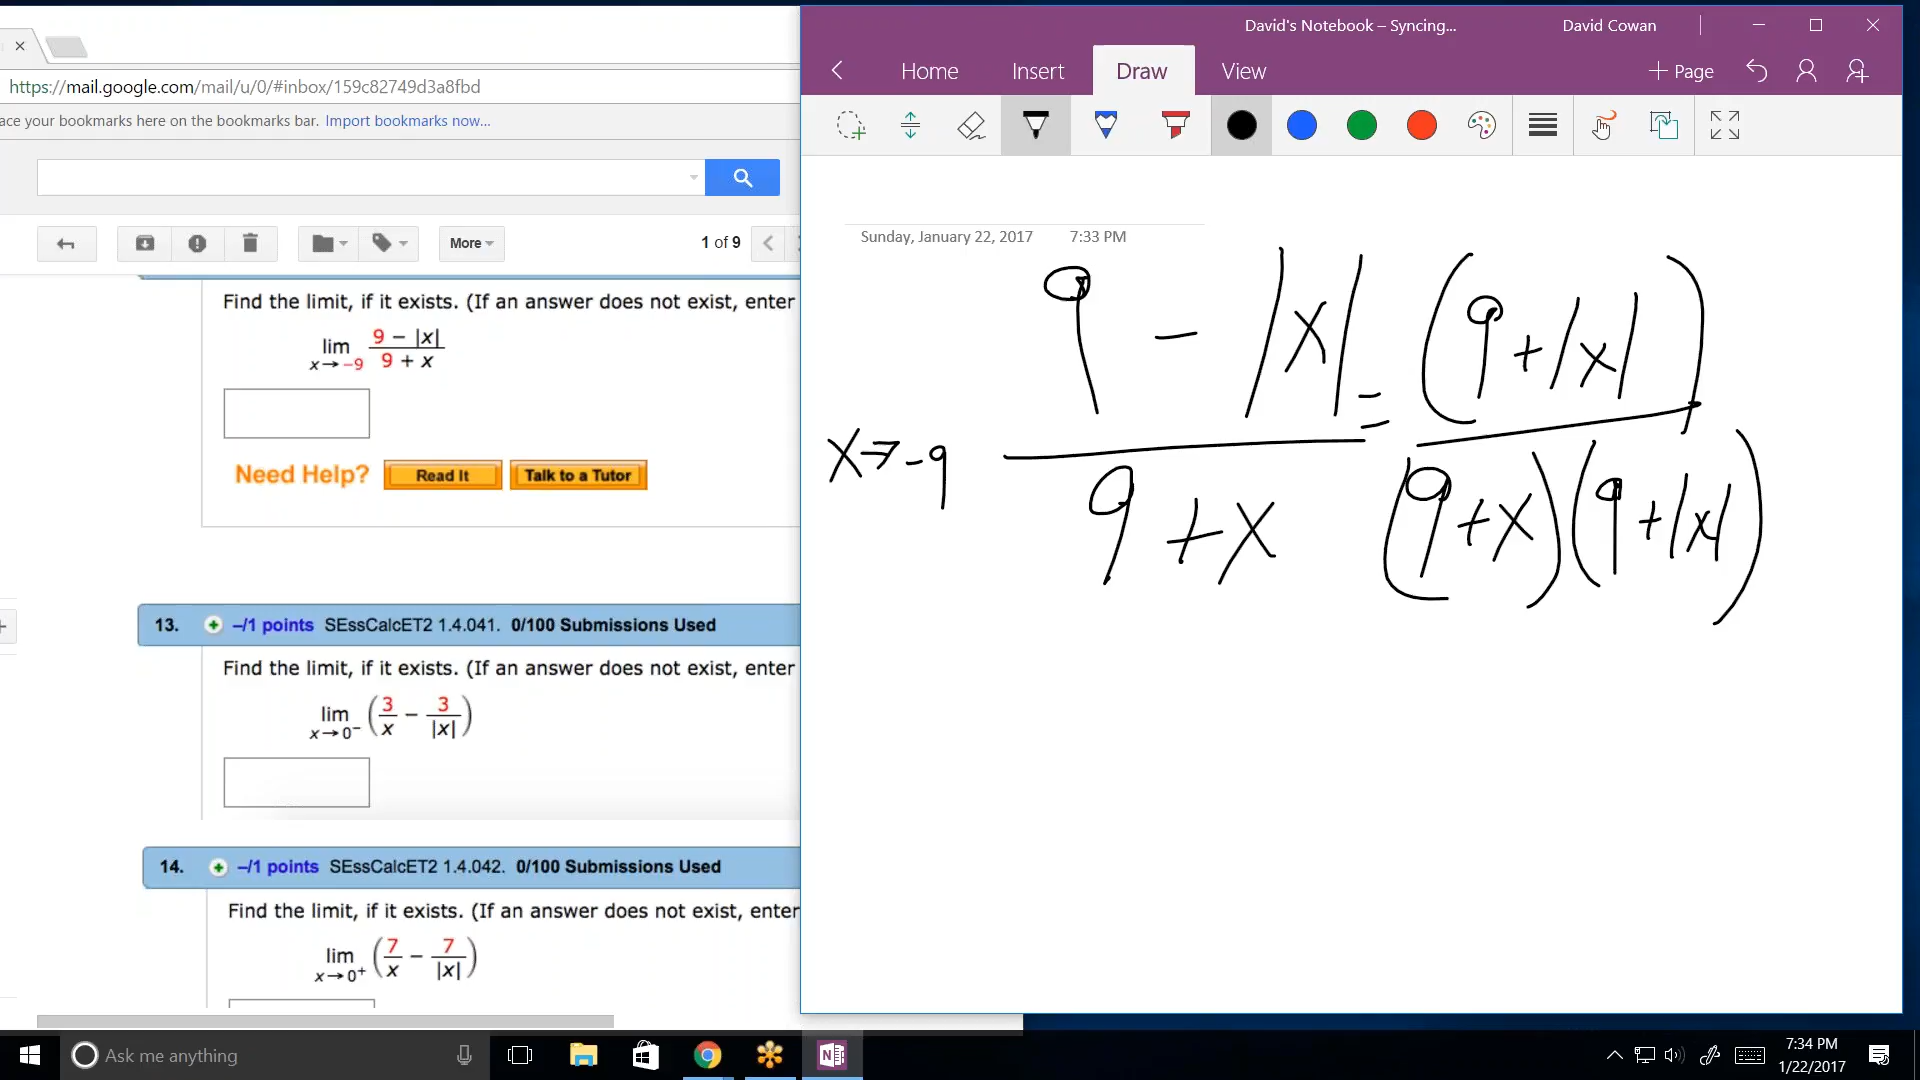 David's Notebook – Syncing...
David Cowan
Home
Insert
Draw
View
+ Page
https://mail.google.com/mail/u/0/#inbox/159c82749d3a8fbd
ace your bookmarks here on the bookmarks bar. Import bookmarks now...
More
1 of 9
Find the limit, if it exists. (If an answer does not exist, enter
lim x→-9 (9 − |x|)/(9 + x)
Need Help? Read It Talk to a Tutor
13. –/1 points SEssCalcET2 1.4.041. 0/100 Submissions Used
Find the limit, if it exists. (If an answer does not exist, enter
lim x→0⁻ (3/x − 3/|x|)
14. –/1 points SEssCalcET2 1.4.042. 0/100 Submissions Used
Find the limit, if it exists. (If an answer does not exist, enter
lim x→0⁺ (7/x − 7/|x|)
Sunday, January 22, 2017 7:33 PM
9 - |x| = (9 + |x|)
x→-9
9 + x (9 + x)(9 + |x|)
Ask me anything
N
7:34 PM
1/22/2017